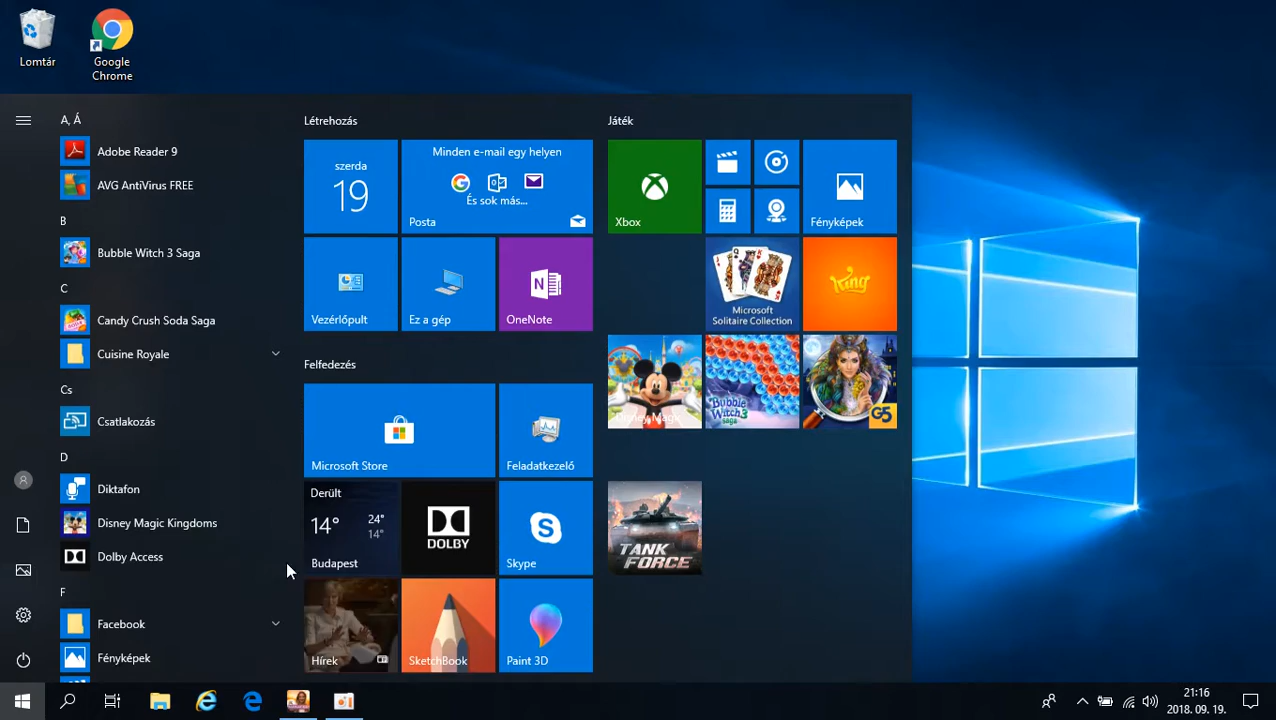 Lomtár
Google
Chrome
A, Á
Adobe Reader 9
AVG AntiVirus FREE
B
Bubble Witch 3 Saga
C
Candy Crush Soda Saga
Cuisine Royale
Cs
Csatlakozás
D
Diktafon
Disney Magic Kingdoms
Dolby Access
F
Facebook
Fényképek
Létrehozás
szerda
19
Minden e-mail egy helyen
És sok más...
Posta
Vezérlőpult
Ez a gép
OneNote
Felfedezés
Microsoft Store
Feladatkezelő
Derült
14°
24°
14°
Budapest
DOLBY
Skype
Hírek
SketchBook
Paint 3D
Játék
Xbox
Fényképek
Microsoft
Solitaire Collection
King
Disney Magic
Bubble
Witch 3
saga
G5
TANK
FORCE
21:16
2018. 09. 19.